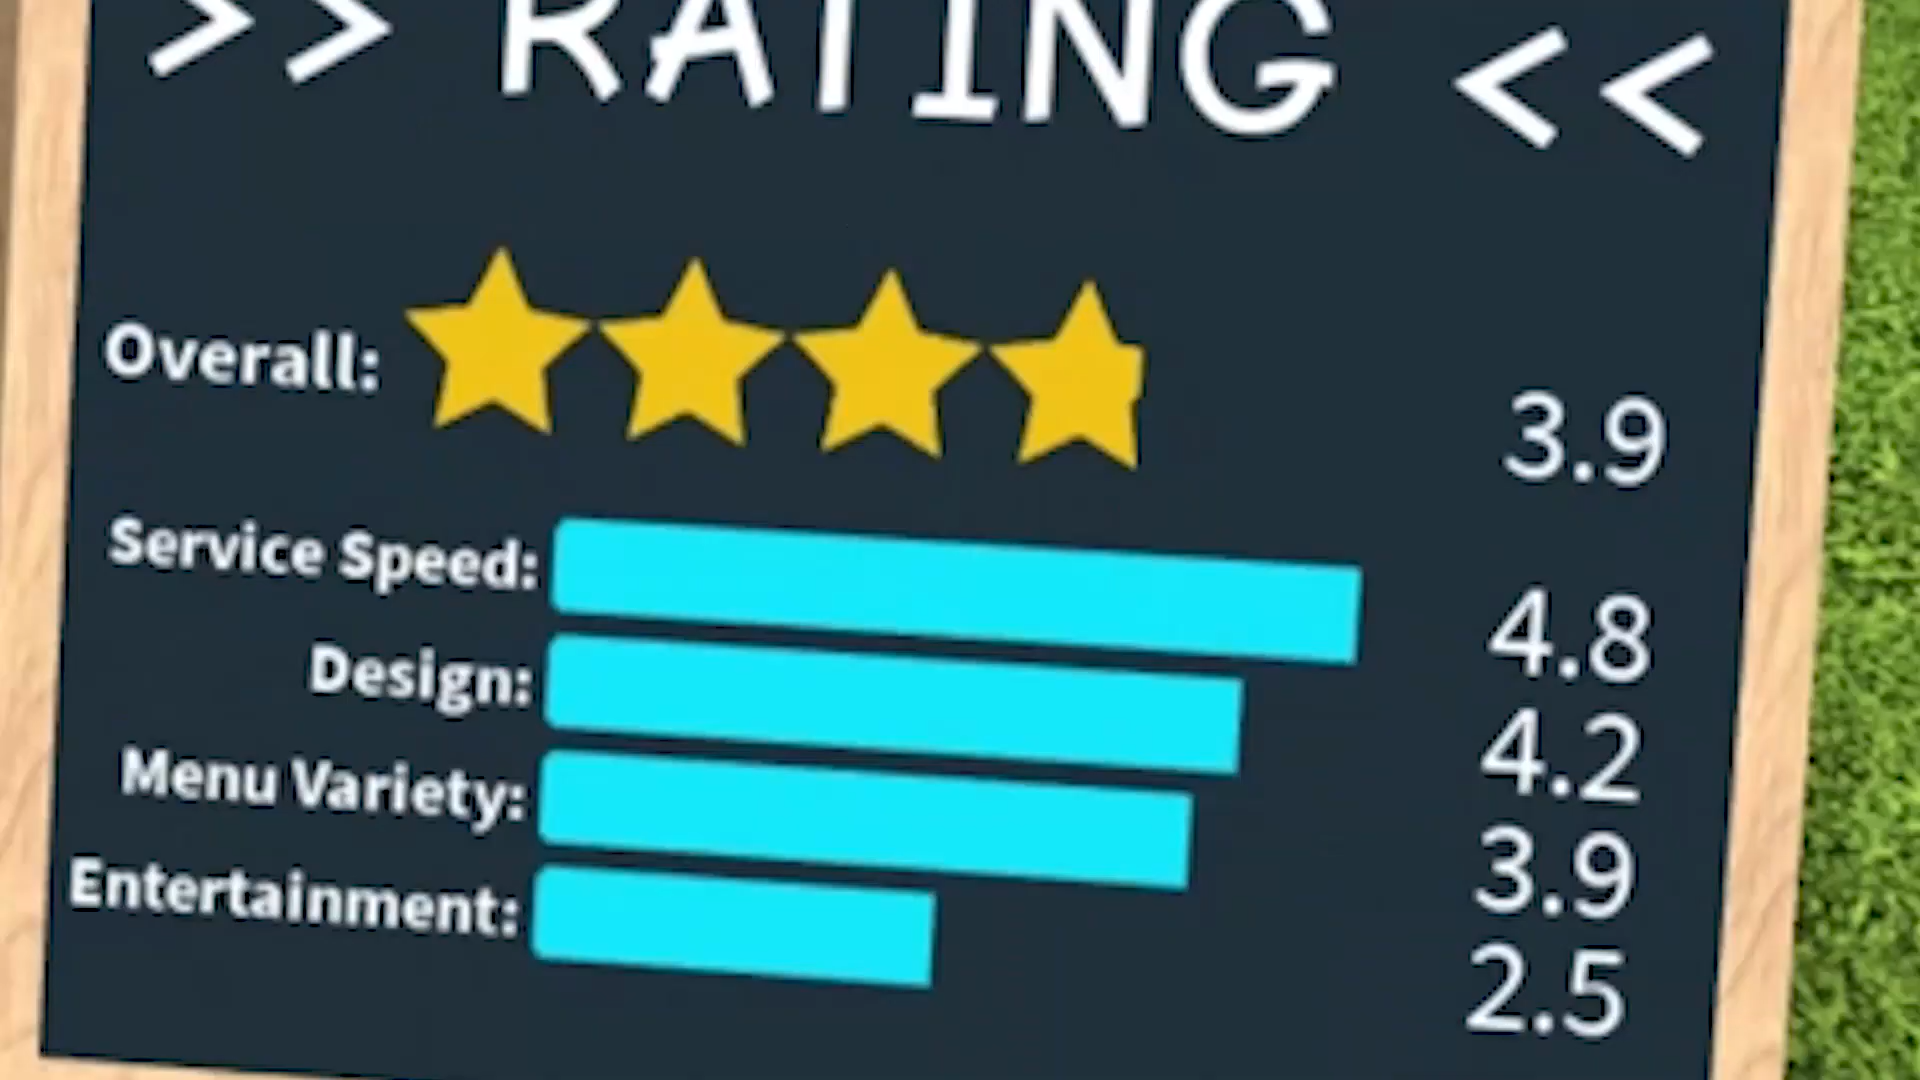 >> RATING <<
Overall: 3.9
Service Speed: 4.8
Design: 4.2
Menu Variety: 3.9
Entertainment: 2.5